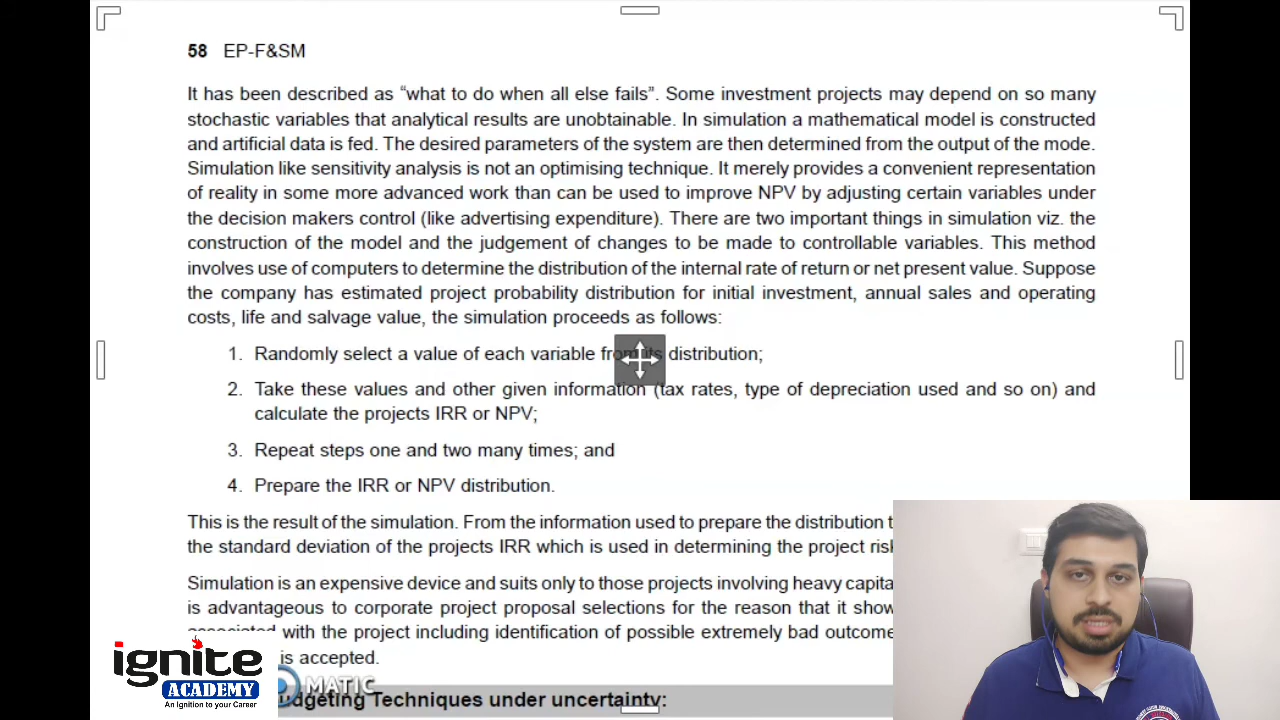 58 EP-F&SM
It has been described as “what to do when all else fails”. Some investment projects may depend on so many
stochastic variables that analytical results are unobtainable. In simulation a mathematical model is constructed
and artificial data is fed. The desired parameters of the system are then determined from the output of the mode.
Simulation like sensitivity analysis is not an optimising technique. It merely provides a convenient representation
of reality in some more advanced work than can be used to improve NPV by adjusting certain variables under
the decision makers control (like advertising expenditure). There are two important things in simulation viz. the
construction of the model and the judgement of changes to be made to controllable variables. This method
involves use of computers to determine the distribution of the internal rate of return or net present value. Suppose
the company has estimated project probability distribution for initial investment, annual sales and operating
costs, life and salvage value, the simulation proceeds as follows:
1. Randomly select a value of each variable from its distribution;
2. Take these values and other given information (tax rates, type of depreciation used and so on) and
calculate the projects IRR or NPV;
3. Repeat steps one and two many times; and
4. Prepare the IRR or NPV distribution.
This is the result of the simulation. From the information used to prepare the distribution
the standard deviation of the projects IRR which is used in determining the project
Simulation is an expensive device and suits only to those projects involving heavy
is advantageous to corporate project proposal selections for the reason that it
associated with the project including identification of possible extremely bad
is accepted.
Techniques under uncertainty:
ignite
ACADEMY
An Ignition to your Career
MATIC